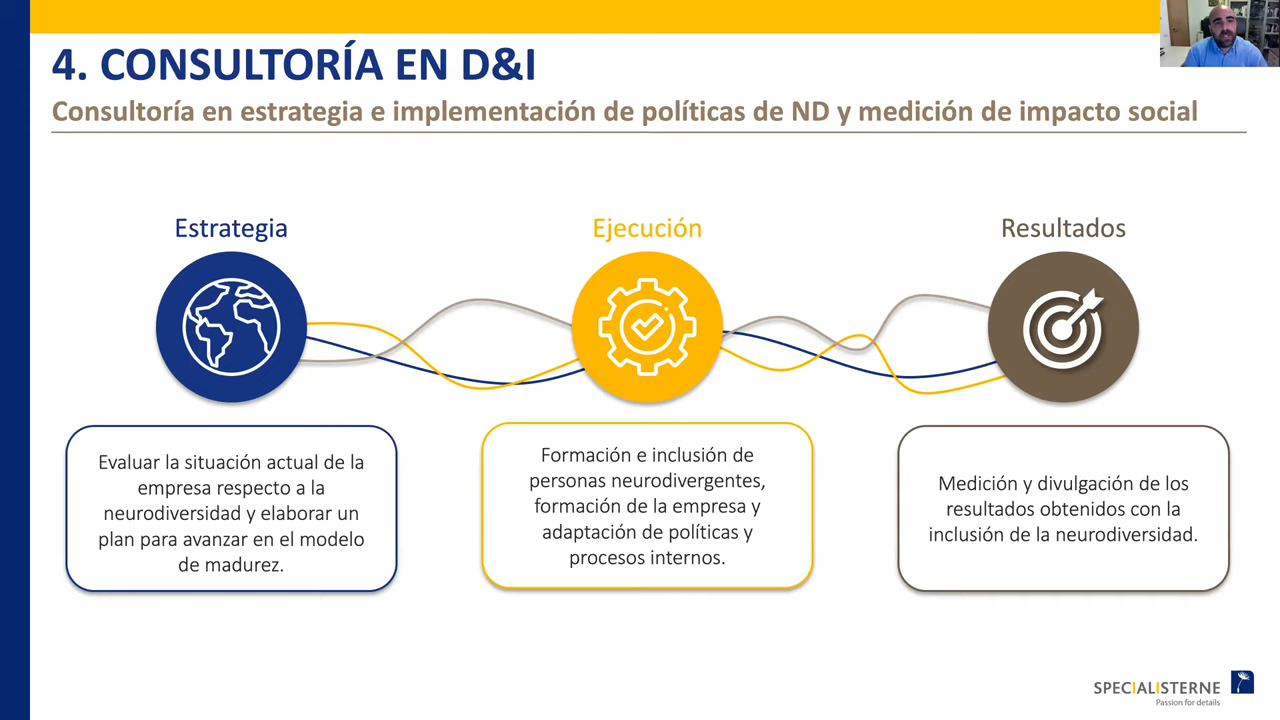 4. CONSULTORÍA EN D&I
Consultoría en estrategia e implementación de políticas de ND y medición de impacto social
Estrategia
Evaluar la situación actual de la
empresa respecto a la
neurodiversidad y elaborar un
plan para avanzar en el modelo
de madurez.
Ejecución
Formación e inclusión de
personas neurodivergentes,
formación de la empresa y
adaptación de políticas y
procesos internos.
Resultados
Medición y divulgación de los
resultados obtenidos con la
inclusión de la neurodiversidad.
SPECIALISTERNE
Passion for details